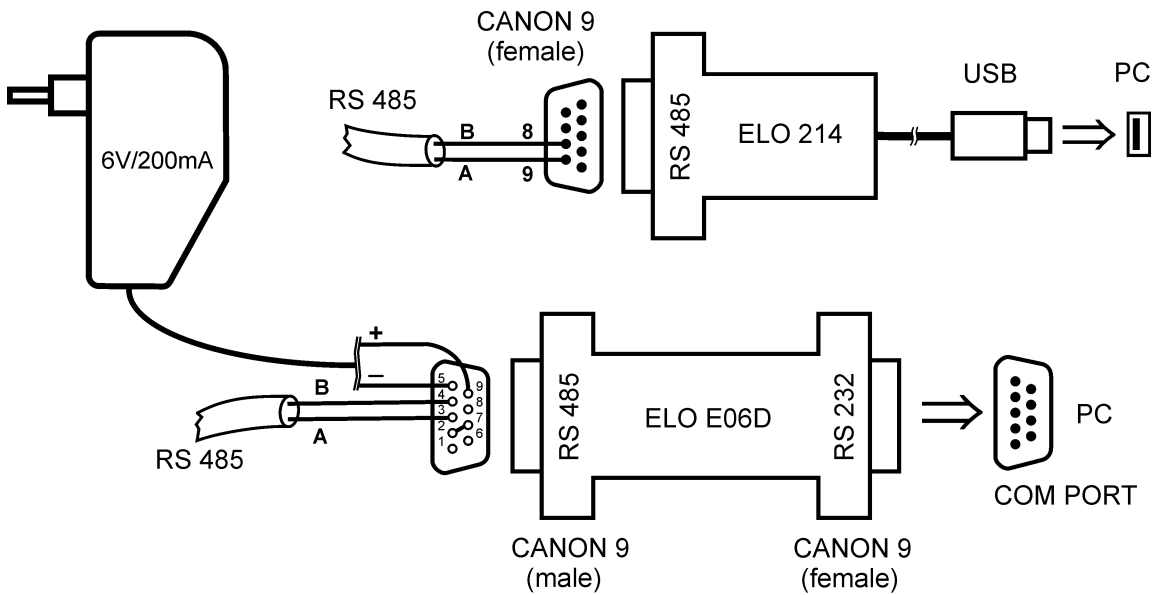 CANON 9
(female)
USB
PC
RS 485
B
8
A
9
RS 485
ELO 214
6V/200mA
+
–
B
A
RS 485
5
4
3
2
1
9
8
7
6
RS 485
ELO E06D
RS 232
PC
COM PORT
CANON 9
(male)
CANON 9
(female)